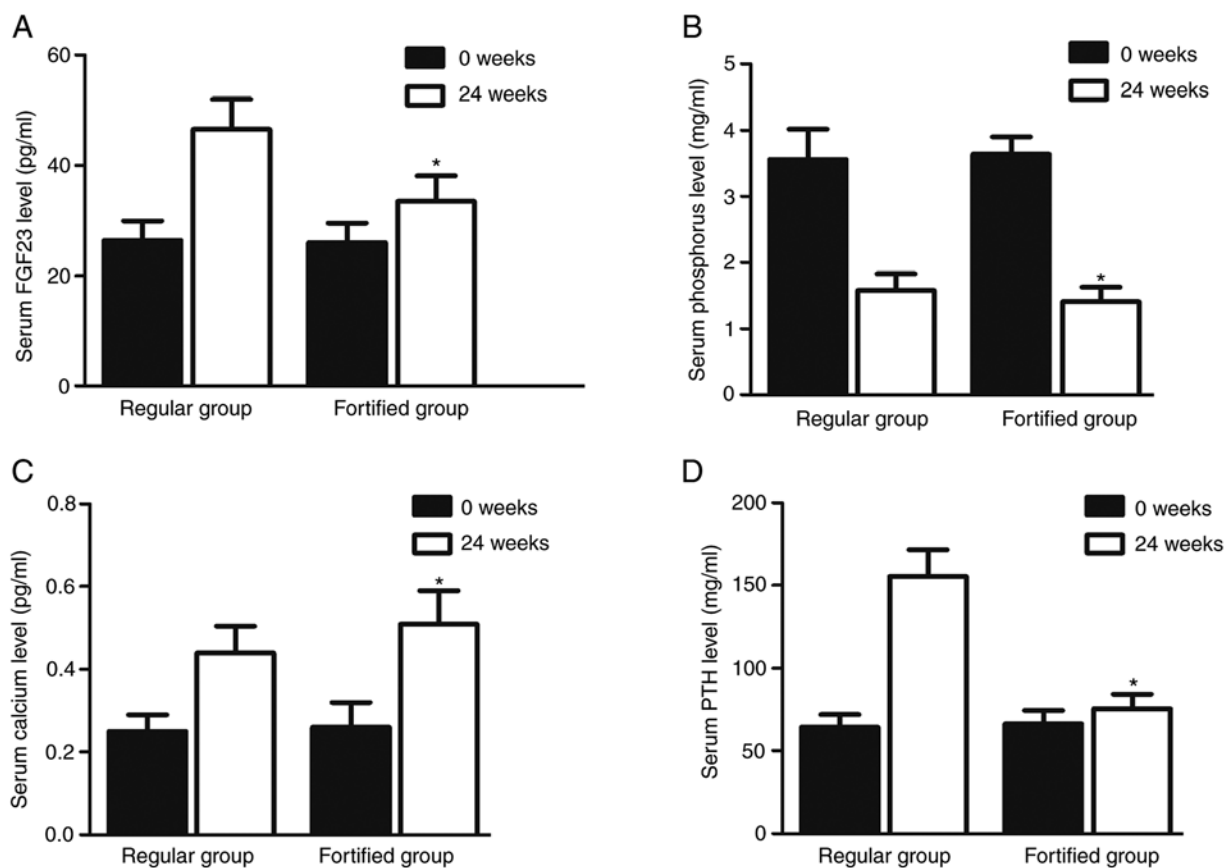 A
Serum FGF23 level (pg/ml)
60
40
20
0
0 weeks
24 weeks
*
Regular group
Fortified group
B
Serum phosphorus level (mg/ml)
5
4
3
2
1
0
0 weeks
24 weeks
*
Regular group
Fortified group
C
Serum calcium level (pg/ml)
0.8
0.6
0.4
0.2
0.0
0 weeks
24 weeks
*
Regular group
Fortified group
D
Serum PTH level (mg/ml)
200
150
100
50
0
0 weeks
24 weeks
*
Regular group
Fortified group